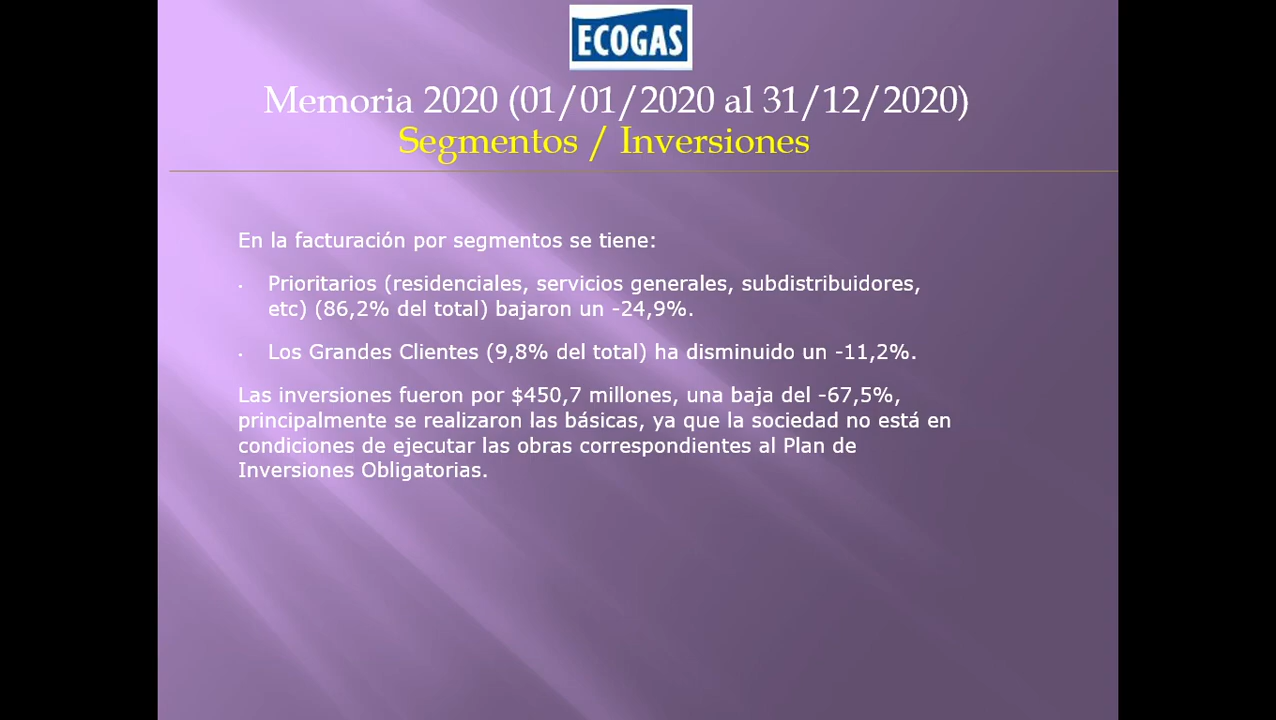 ECOGAS
Memoria 2020 (01/01/2020 al 31/12/2020)
Segmentos / Inversiones
En la facturación por segmentos se tiene:
• Prioritarios (residenciales, servicios generales, subdistribuidores,
etc) (86,2% del total) bajaron un -24,9%.
• Los Grandes Clientes (9,8% del total) ha disminuido un -11,2%.
Las inversiones fueron por $450,7 millones, una baja del -67,5%,
principalmente se realizaron las básicas, ya que la sociedad no está en
condiciones de ejecutar las obras correspondientes al Plan de
Inversiones Obligatorias.